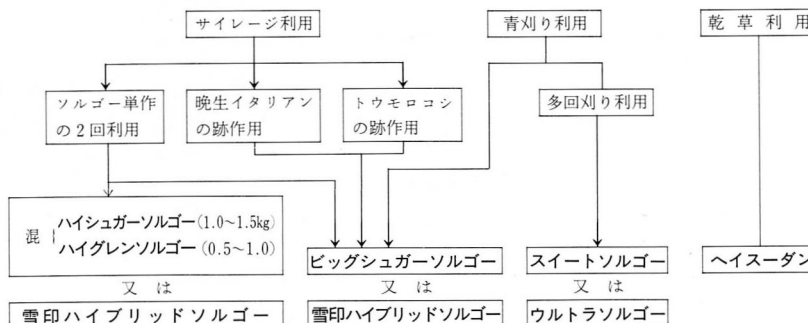 サイレージ利用
青刈り利用
乾草利用
ソルゴー単作
の2回利用
晩生イタリアン
の跡作用
トウモロコシ
の跡作用
多回刈り利用
混
ハイシュガーソルゴー(1.0~1.5kg)
ハイグレンソルゴー(0.5~1.0)
ビッグシュガーソルゴー
スイートソルゴー
ヘイスーダン
又は
又は
又は
雪印ハイブリッドソルゴー
雪印ハイブリッドソルゴー
ウルトラソルゴー